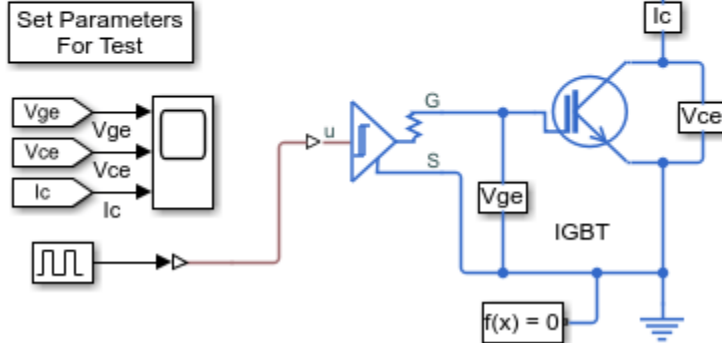 Set Parameters
For Test
Ic
Vge
Vge
Vce
Vce
Ic
Ic
u
G
S
Vce
Vge
IGBT
f(x) = 0